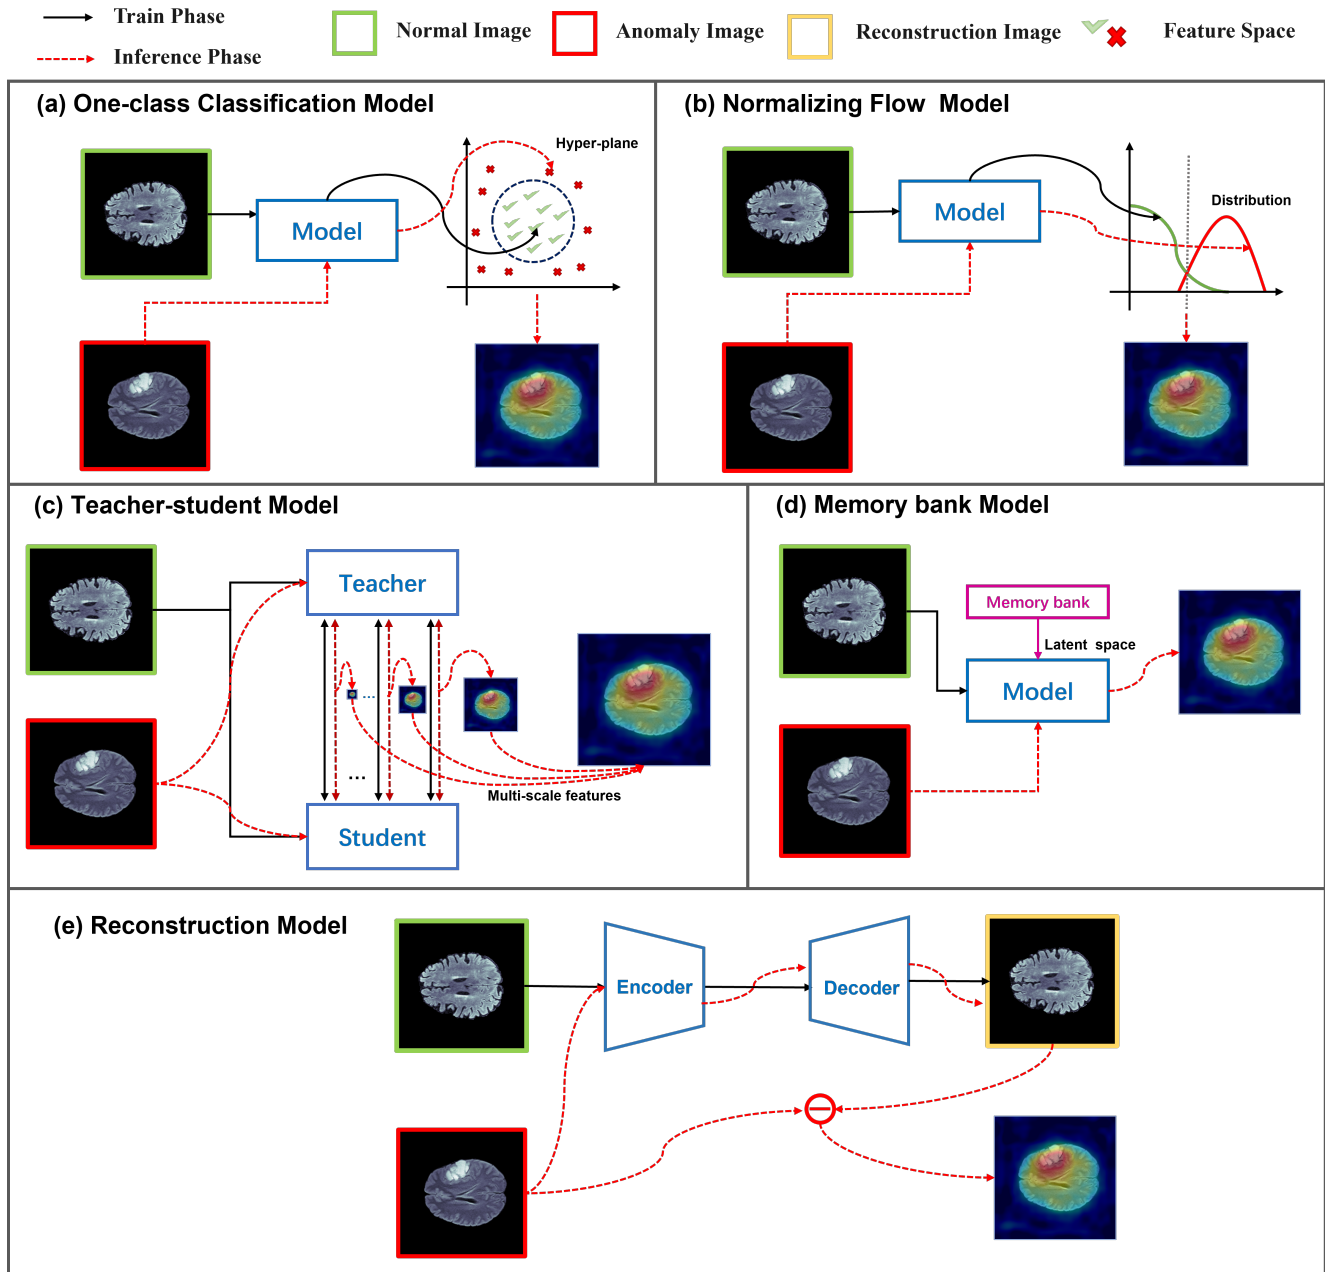 Train Phase
Inference Phase
Normal Image
Anomaly Image
Reconstruction Image
Feature Space
(a) One-class Classification Model
Hyper-plane
Model
(b) Normalizing Flow Model
Distribution
Model
(c) Teacher-student Model
Teacher
...
...
Multi-scale features
Student
(d) Memory bank Model
Memory bank
Latent space
Model
(e) Reconstruction Model
Encoder
Decoder